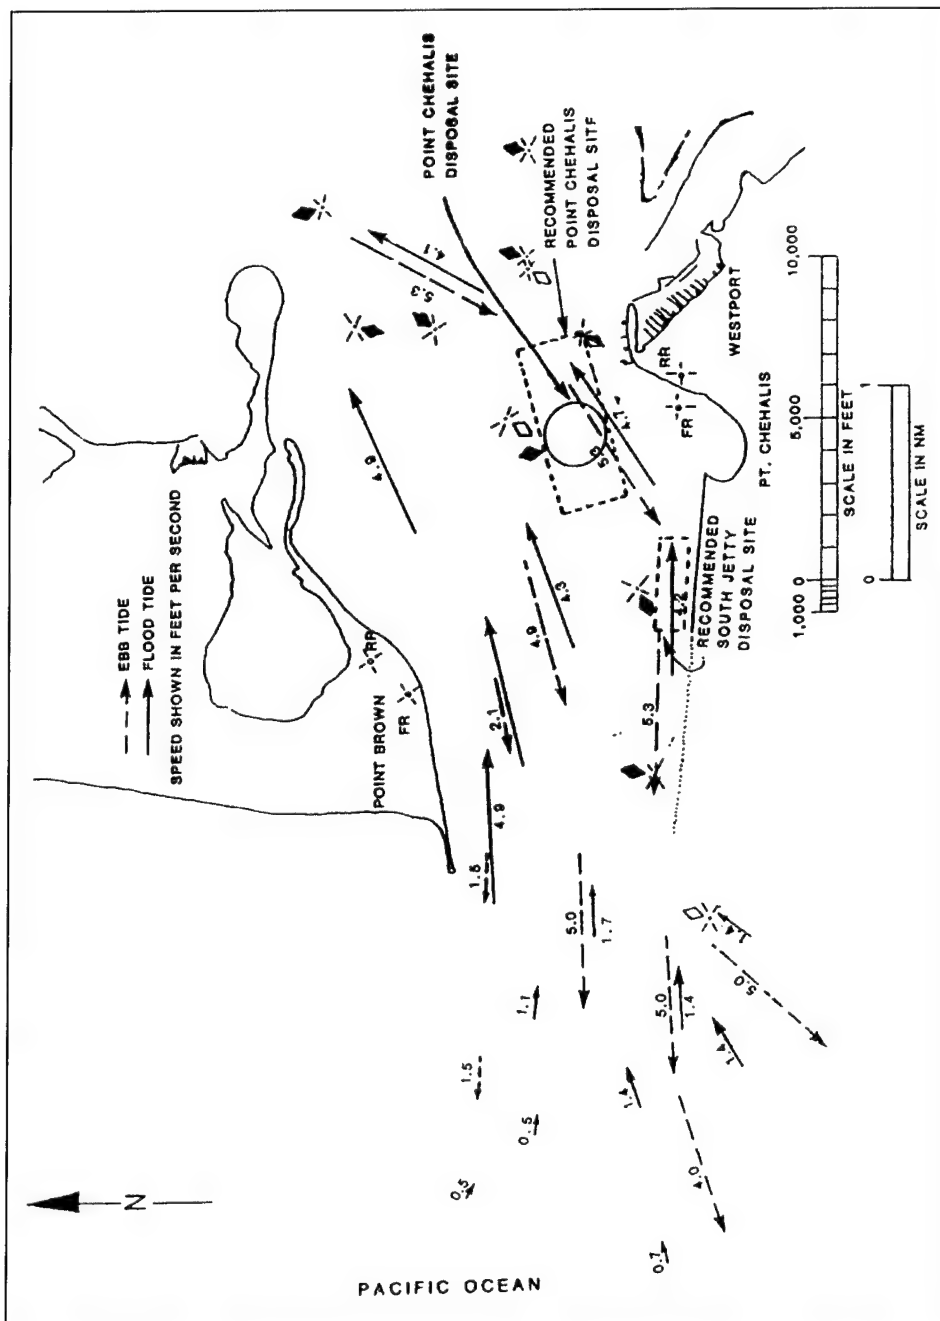 POINT CHEHALIS
DISPOSAL SITE
RECOMMENDED
POINT CHEHALIS
DISPOSAL SITE
EBB TIDE
FLOOD TIDE
SPEED SHOWN IN FEET PER SECOND
POINT BROWN
FR
RR
4.1
5.3
4.9
5.0
4.7
4.3
4.9
2.1
4.9
1.5
5.3
4.2
5.0
1.7
1.1
1.5
0.5
0.5
1.4
5.0
1.4
1.4
1.4
5.0
4.0
0.7
RR
FR
WESTPORT
PT. CHEHALIS
RECOMMENDED
SOUTH JETTY
DISPOSAL SITE
1,000 0 5,000 10,000
SCALE IN FEET
0 1
SCALE IN NM
N
PACIFIC OCEAN